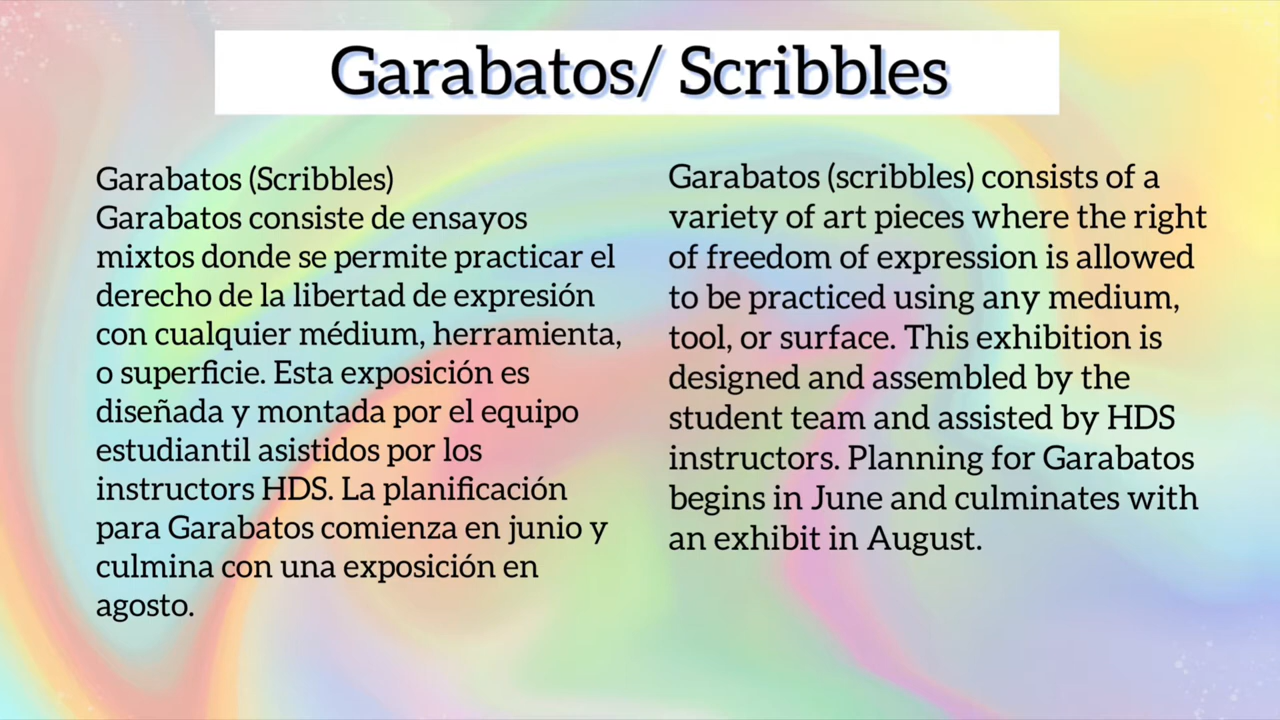 Garabatos/ Scribbles
Garabatos (Scribbles)
Garabatos consiste de ensayos
mixtos donde se permite practicar el
derecho de la libertad de expresión
con cualquier médium, herramienta,
o superficie. Esta exposición es
diseñada y montada por el equipo
estudiantil asistidos por los
instructors HDS. La planificación
para Garabatos comienza en junio y
culmina con una exposición en
agosto.
Garabatos (scribbles) consists of a
variety of art pieces where the right
of freedom of expression is allowed
to be practiced using any medium,
tool, or surface. This exhibition is
designed and assembled by the
student team and assisted by HDS
instructors. Planning for Garabatos
begins in June and culminates with
an exhibit in August.